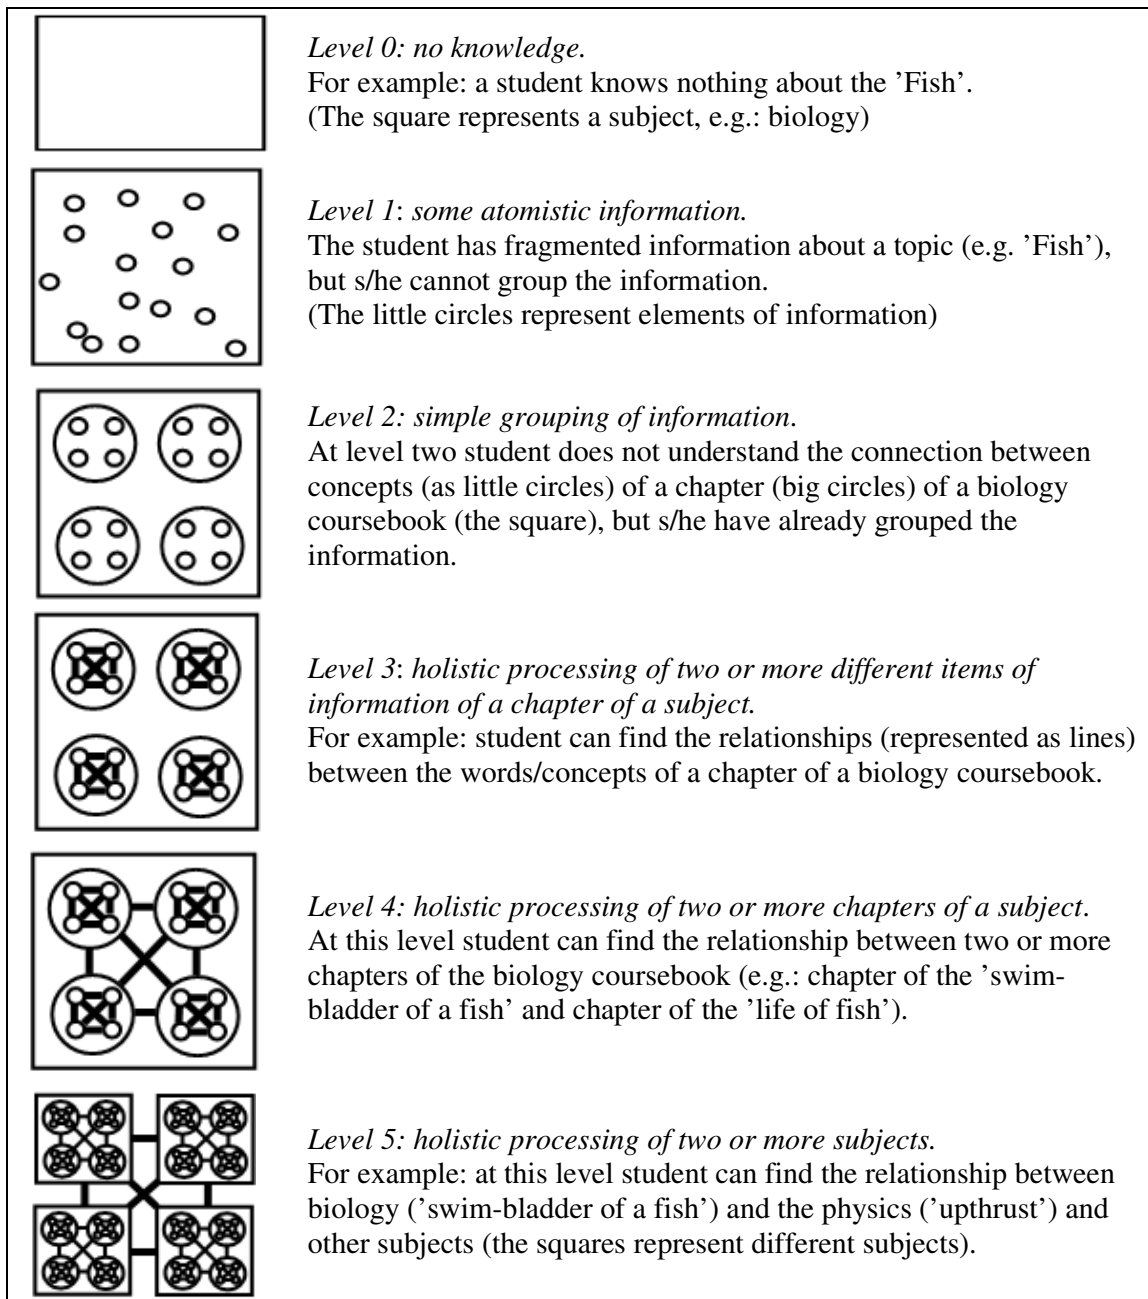 Level 0: no knowledge.
For example: a student knows nothing about the ’Fish’.
(The square represents a subject, e.g.: biology)
Level 1: some atomistic information.
The student has fragmented information about a topic (e.g. ’Fish’),
but s/he cannot group the information.
(The little circles represent elements of information)
Level 2: simple grouping of information.
At level two student does not understand the connection between
concepts (as little circles) of a chapter (big circles) of a biology
coursebook (the square), but s/he have already grouped the
information.
Level 3: holistic processing of two or more different items of
information of a chapter of a subject.
For example: student can find the relationships (represented as lines)
between the words/concepts of a chapter of a biology coursebook.
Level 4: holistic processing of two or more chapters of a subject.
At this level student can find the relationship between two or more
chapters of the biology coursebook (e.g.: chapter of the ’swim-
bladder of a fish’ and chapter of the ’life of fish’).
Level 5: holistic processing of two or more subjects.
For example: at this level student can find the relationship between
biology (’swim-bladder of a fish’) and the physics (’upthrust’) and
other subjects (the squares represent different subjects).